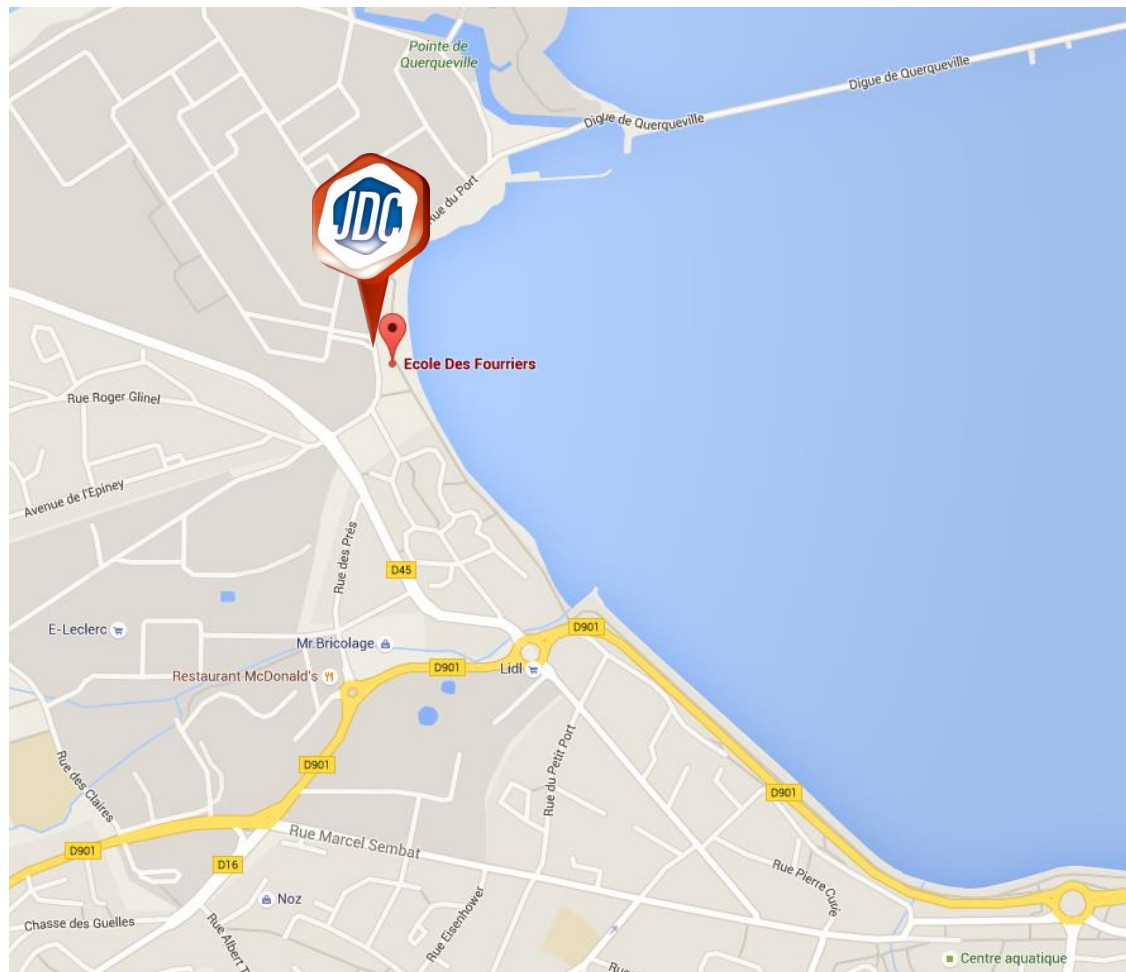 Pointe de
Querqueville
Digue de Querqueville
Digue de Querqueville
Rue du Port
JDC
Ecole Des Fourriers
Rue Roger Glinel
Avenue de l'Epiney
Rue des Prés
D45
E-Leclerc
Mr.Bricolage
D901
D901
Lidl
Restaurant McDonald's
D901
Rue des Claires
Rue du Petit Port
D901
Rue Marcel Sembat
D901
D16
Rue Pierre Curie
Noz
Chasse des Guelles
Rue Albert T
Rue Eisenhower
Centre aquatique
Ru